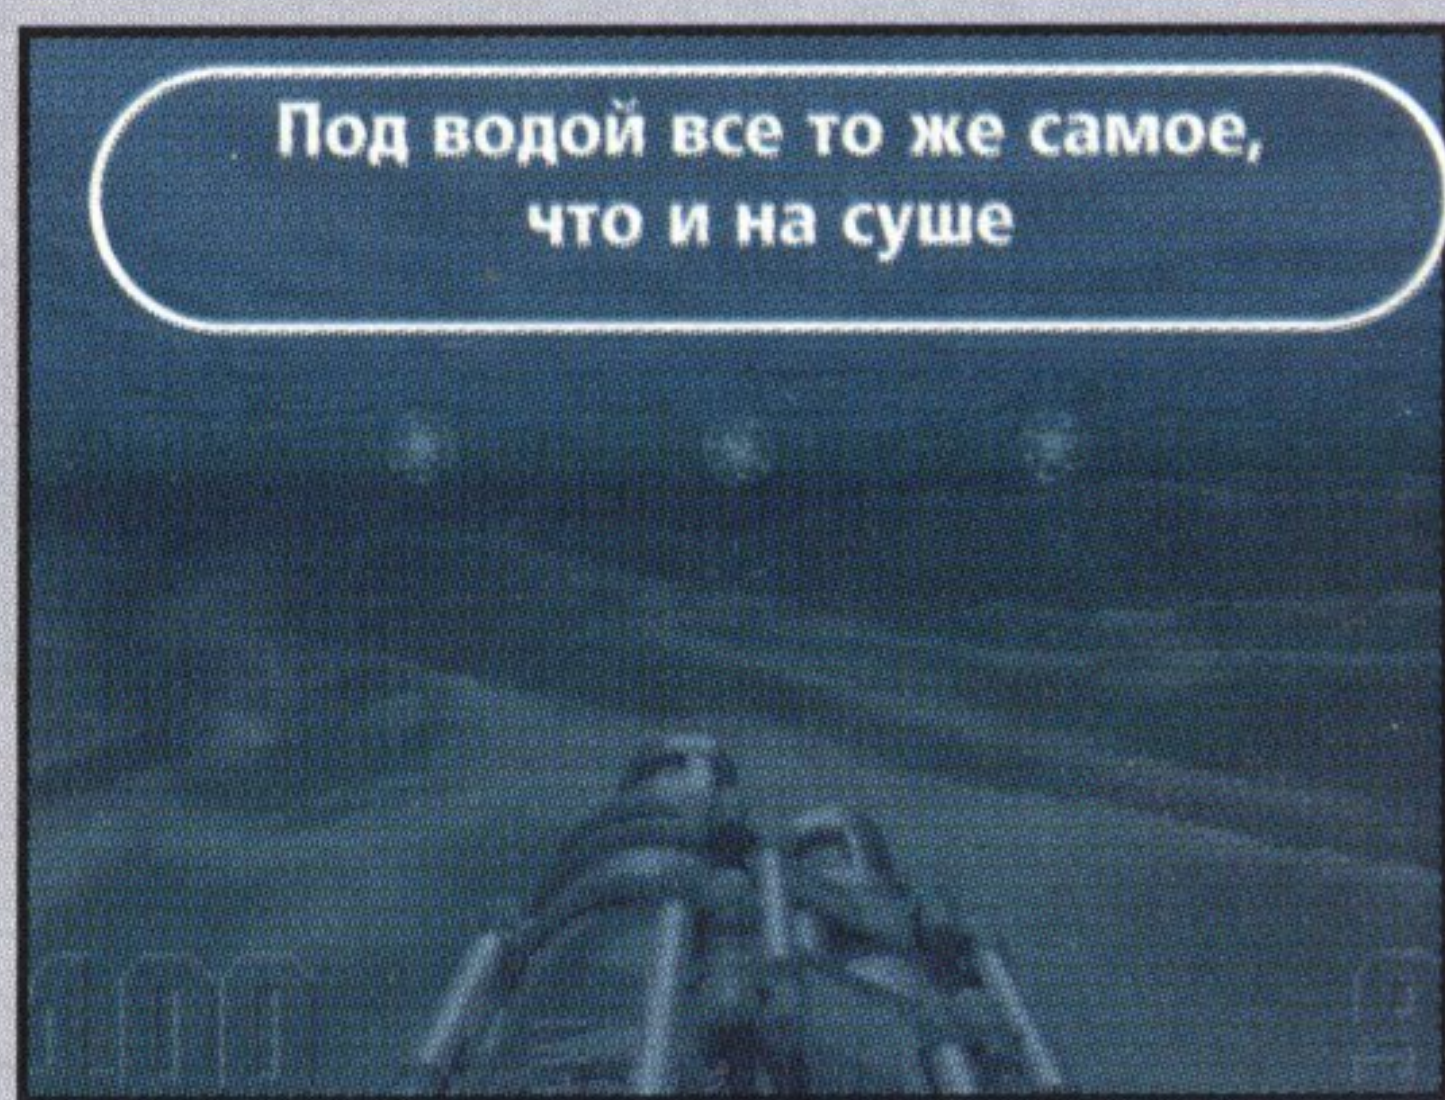 Под водой все то же самое,
что и на суше